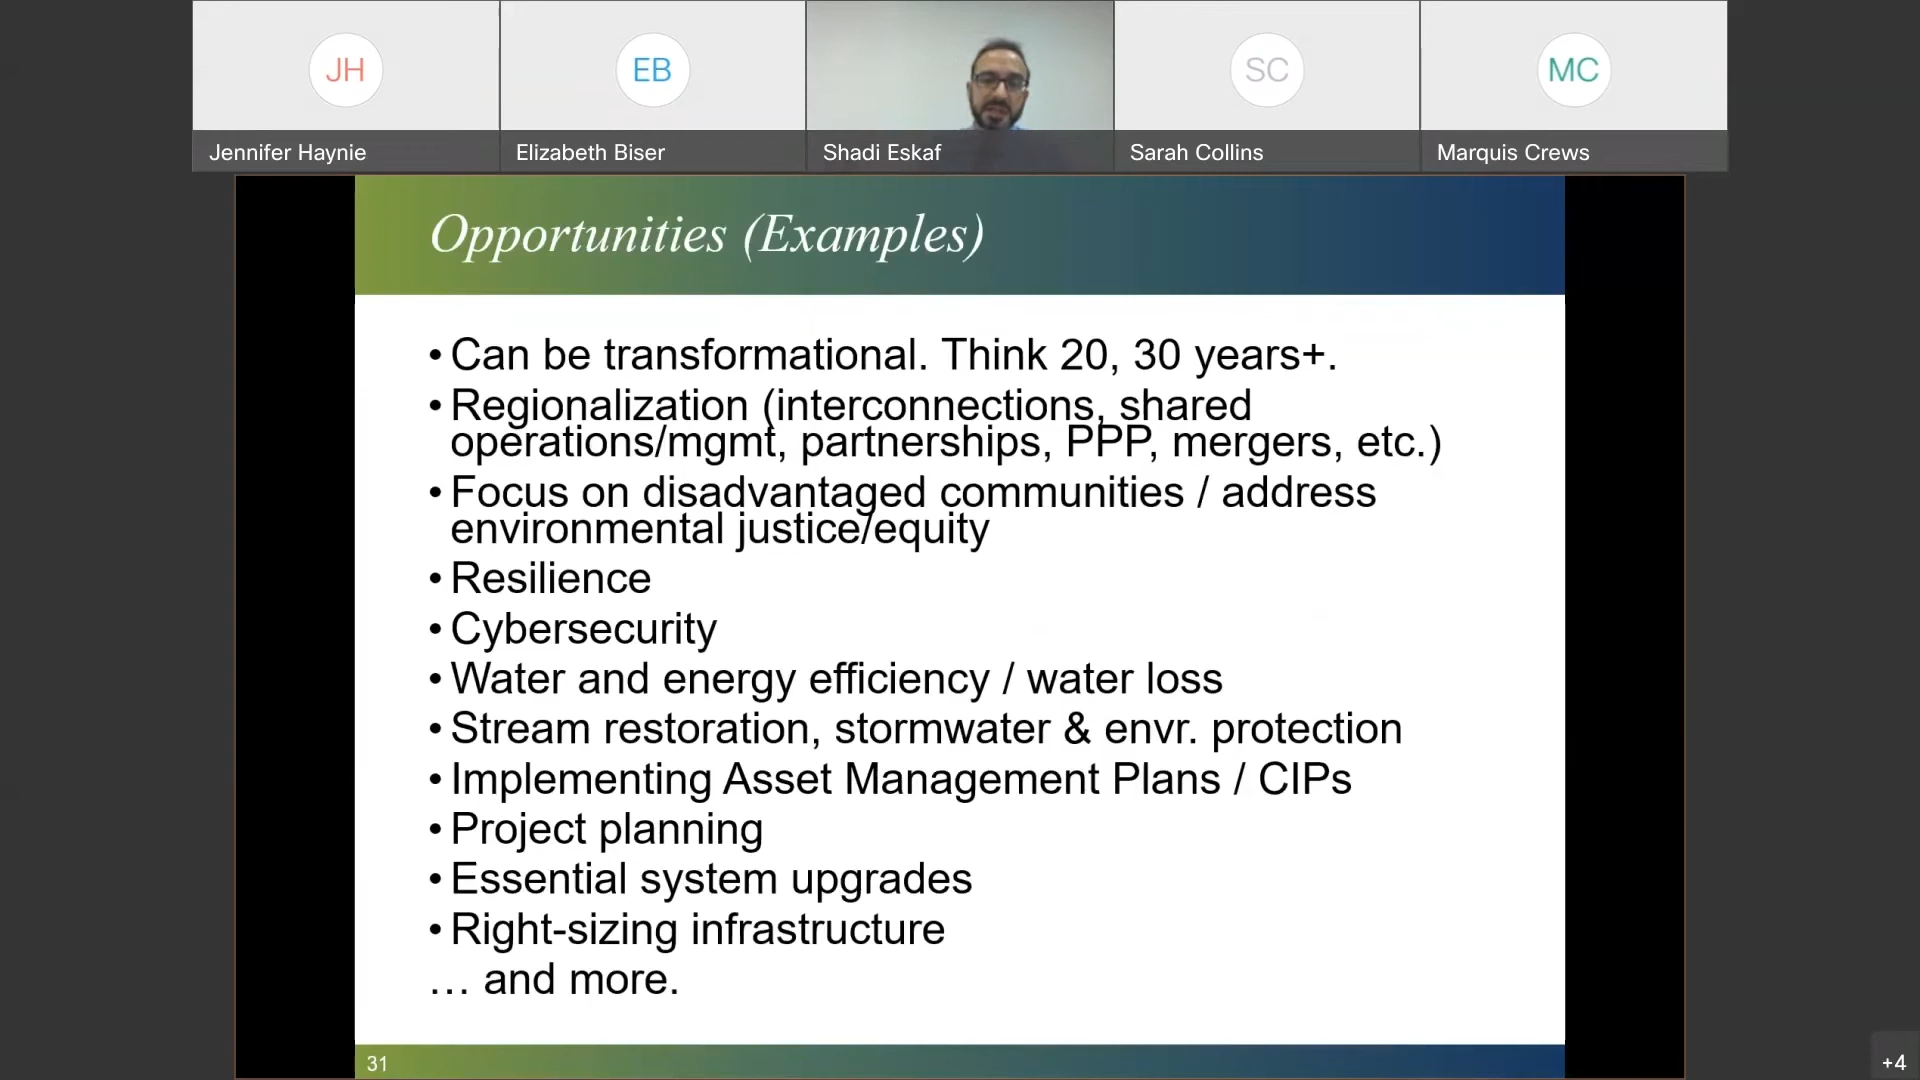 JH
EB
SC
MC
Jennifer Haynie
Elizabeth Biser
Shadi Eskaf
Sarah Collins
Marquis Crews
Opportunities (Examples)
• Can be transformational. Think 20, 30 years+.
• Regionalization (interconnections, shared
operations/mgmt, partnerships, PPP, mergers, etc.)
• Focus on disadvantaged communities / address
environmental justice/equity
• Resilience
• Cybersecurity
• Water and energy efficiency / water loss
• Stream restoration, stormwater & envr. protection
• Implementing Asset Management Plans / CIPs
• Project planning
• Essential system upgrades
• Right-sizing infrastructure
… and more.
31
+4